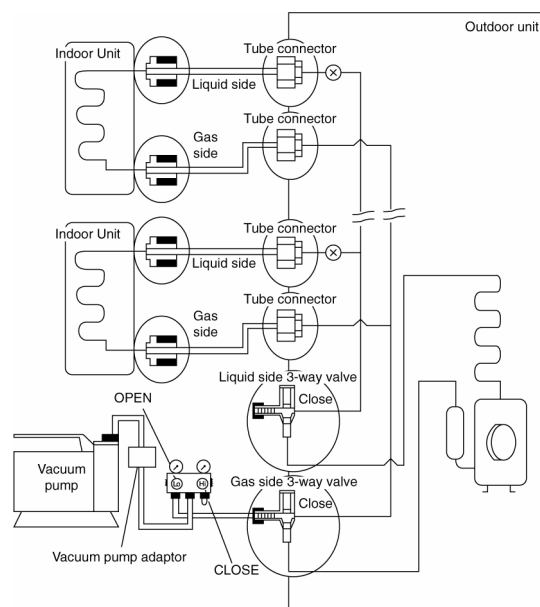 Outdoor unit
Indoor Unit
Tube connector
Liquid side
Tube connector
Gas
side
Indoor Unit
Tube connector
Liquid side
Tube connector
Gas
side
Liquid side 3-way valve
Close
OPEN
Vacuum
pump
Lo
Hi
Gas side 3-way valve
Close
Vacuum pump adaptor
CLOSE